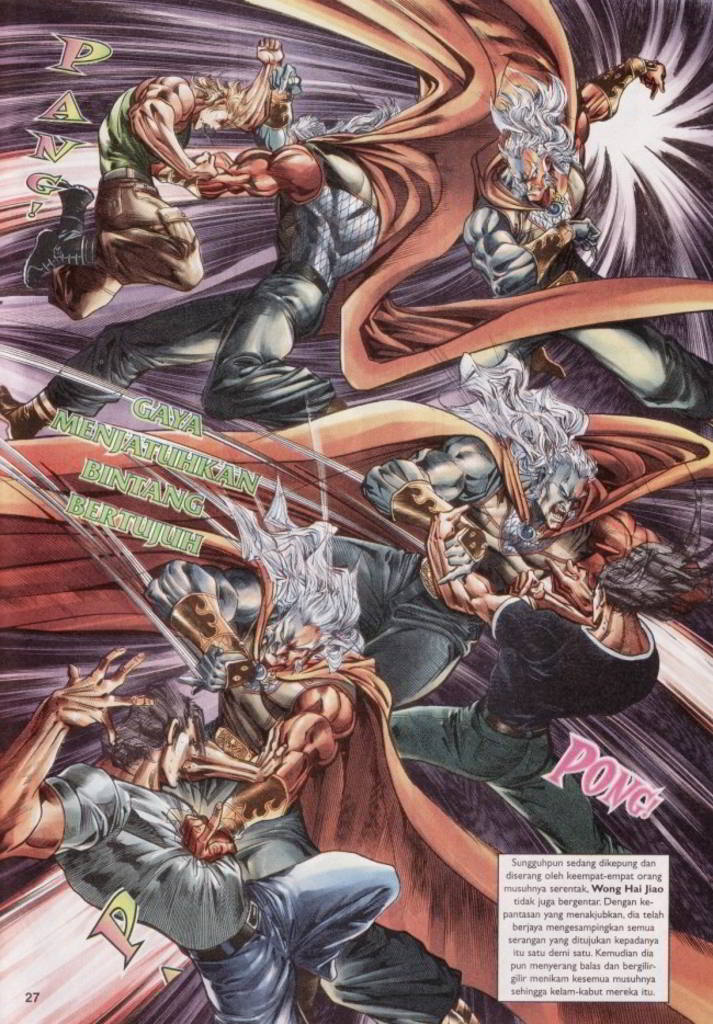 PANG!
GAYA
MENJATUHKAN
BINTANG
BERTUJUH
PONG!
P
Sungguhpun sedang dikepung dan
diserang oleh keempat-empat orang
musuhnya serentak, Wong Hai Jiao
tidak juga bergentar. Dengan ke-
pantasan yang menakjubkan, dia telah
berjaya mengesampingkan semua
serangan yang ditujukan kepadanya
itu satu demi satu. Kemudian dia
pun menyerang balas dan bergilir-
gilir menikam kesemua musuhnya
sehingga kelam-kabut mereka itu.
27